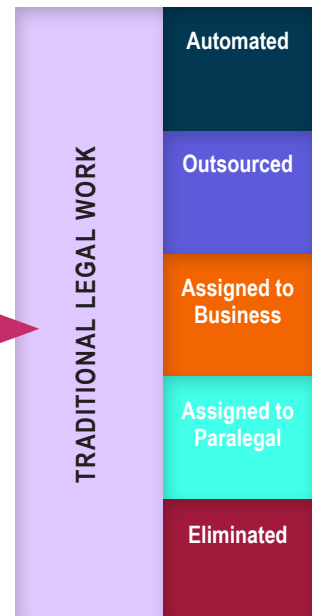 TRADITIONAL LEGAL WORK
Automated
Outsourced
Assigned to
Business
Assigned to
Paralegal
Eliminated